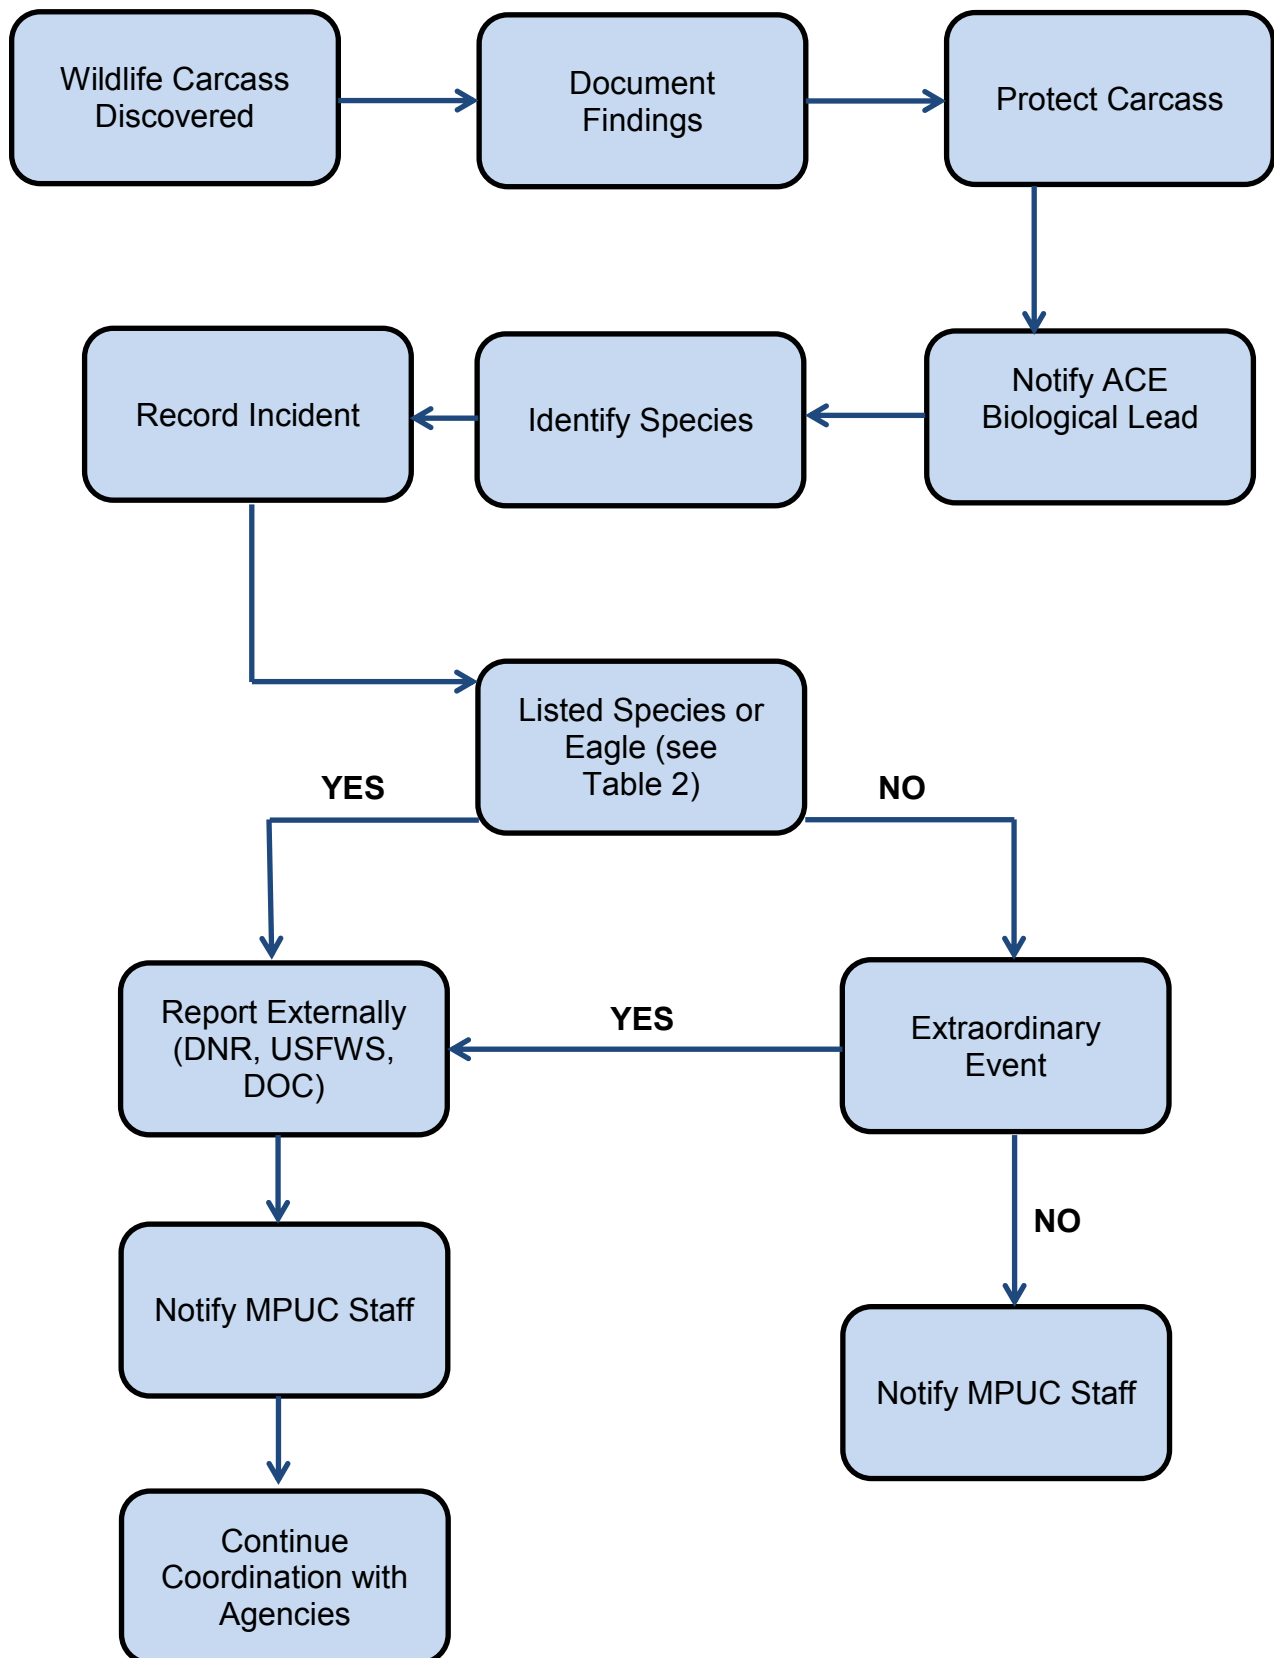 Wildlife Carcass
Discovered
Document
Findings
Protect Carcass
Notify ACE
Biological Lead
Identify Species
Record Incident
Listed Species or
Eagle (see
Table 2)
YES
NO
Report Externally
(DNR, USFWS,
DOC)
YES
Extraordinary
Event
NO
Notify MPUC Staff
Notify MPUC Staff
Continue
Coordination with
Agencies